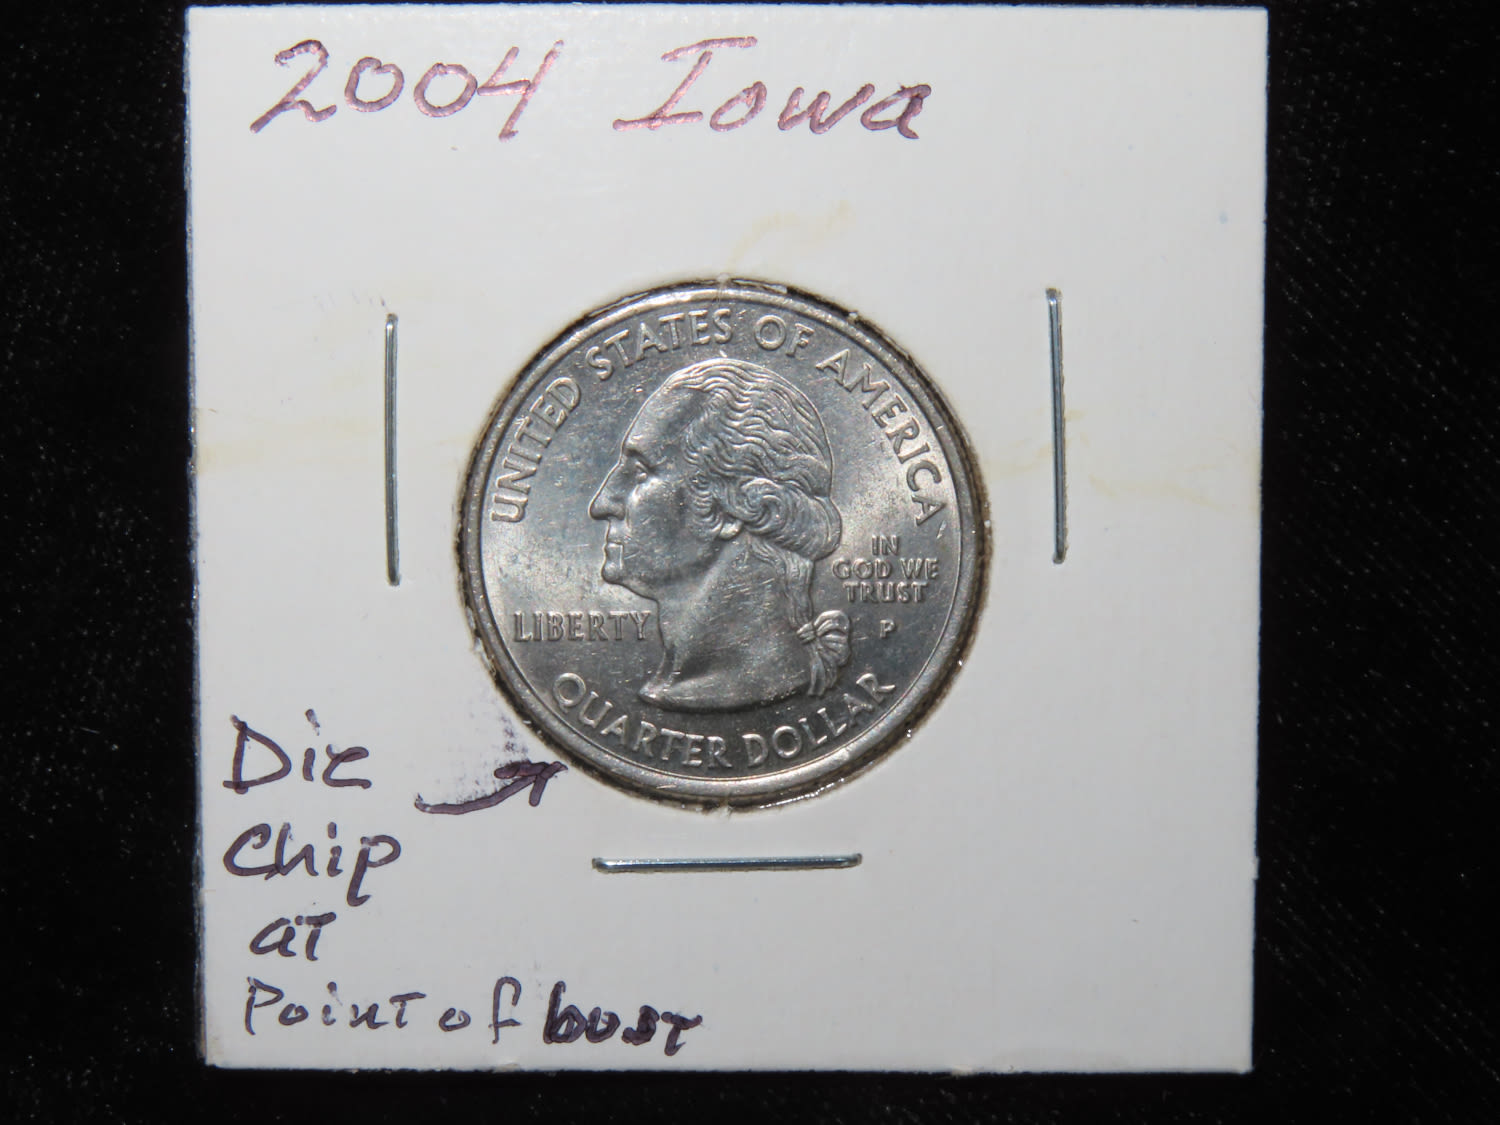 2004 Iowa
UNITED STATES OF AMERICA
IN
GOD WE
TRUST
LIBERTY
P
QUARTER DOLLAR
Die
Chip
at
Point of bust